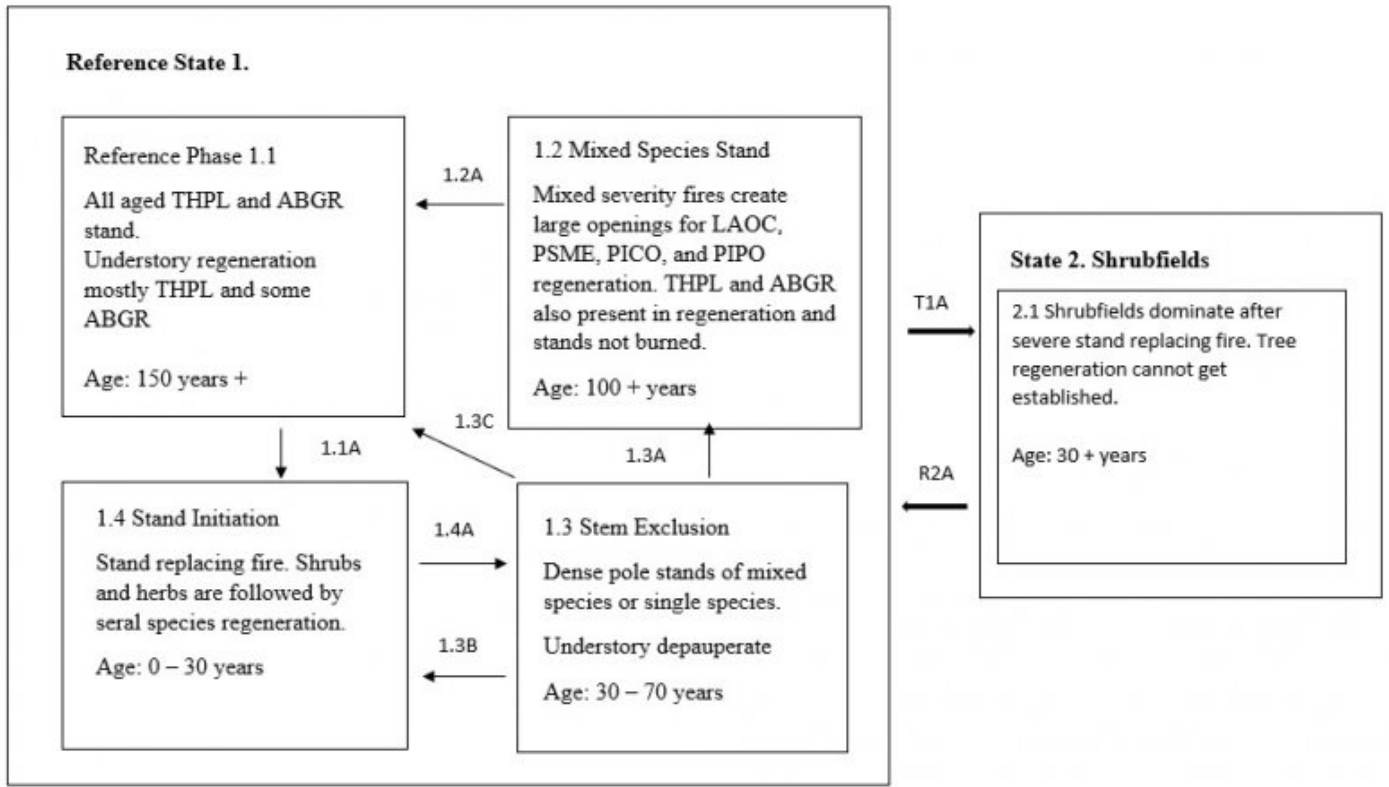 Reference State 1.
Reference Phase 1.1
All aged THPL and ABGR
stand.
Understory regeneration
mostly THPL and some
ABGR
Age: 150 years +
1.2A
1.2 Mixed Species Stand
Mixed severity fires create
large openings for LAOC,
PSME, PICO, and PIPO
regeneration. THPL and ABGR
also present in regeneration and
stands not burned.
Age: 100 + years
1.1A
1.3C
1.3A
1.4 Stand Initiation
Stand replacing fire. Shrubs
and herbs are followed by
seral species regeneration.
Age: 0 – 30 years
1.4A
1.3B
1.3 Stem Exclusion
Dense pole stands of mixed
species or single species.
Understory depauperate
Age: 30 – 70 years
T1A
R2A
State 2. Shrubfields
2.1 Shrubfields dominate after
severe stand replacing fire. Tree
regeneration cannot get
established.
Age: 30 + years